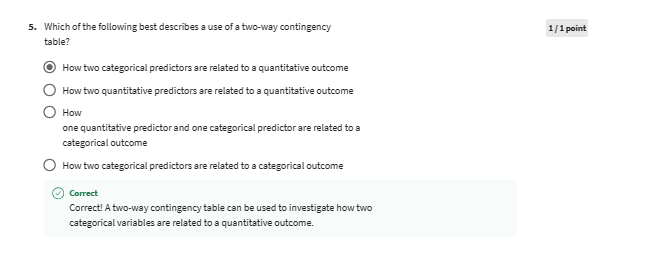 5. Which of the following best describes a use of a two-way contingency
table?
1 / 1 point
How two categorical predictors are related to a quantitative outcome
How two quantitative predictors are related to a quantitative outcome
How
one quantitative predictor and one categorical predictor are related to a
categorical outcome
How two categorical predictors are related to a categorical outcome
Correct
Correct! A two-way contingency table can be used to investigate how two
categorical variables are related to a quantitative outcome.